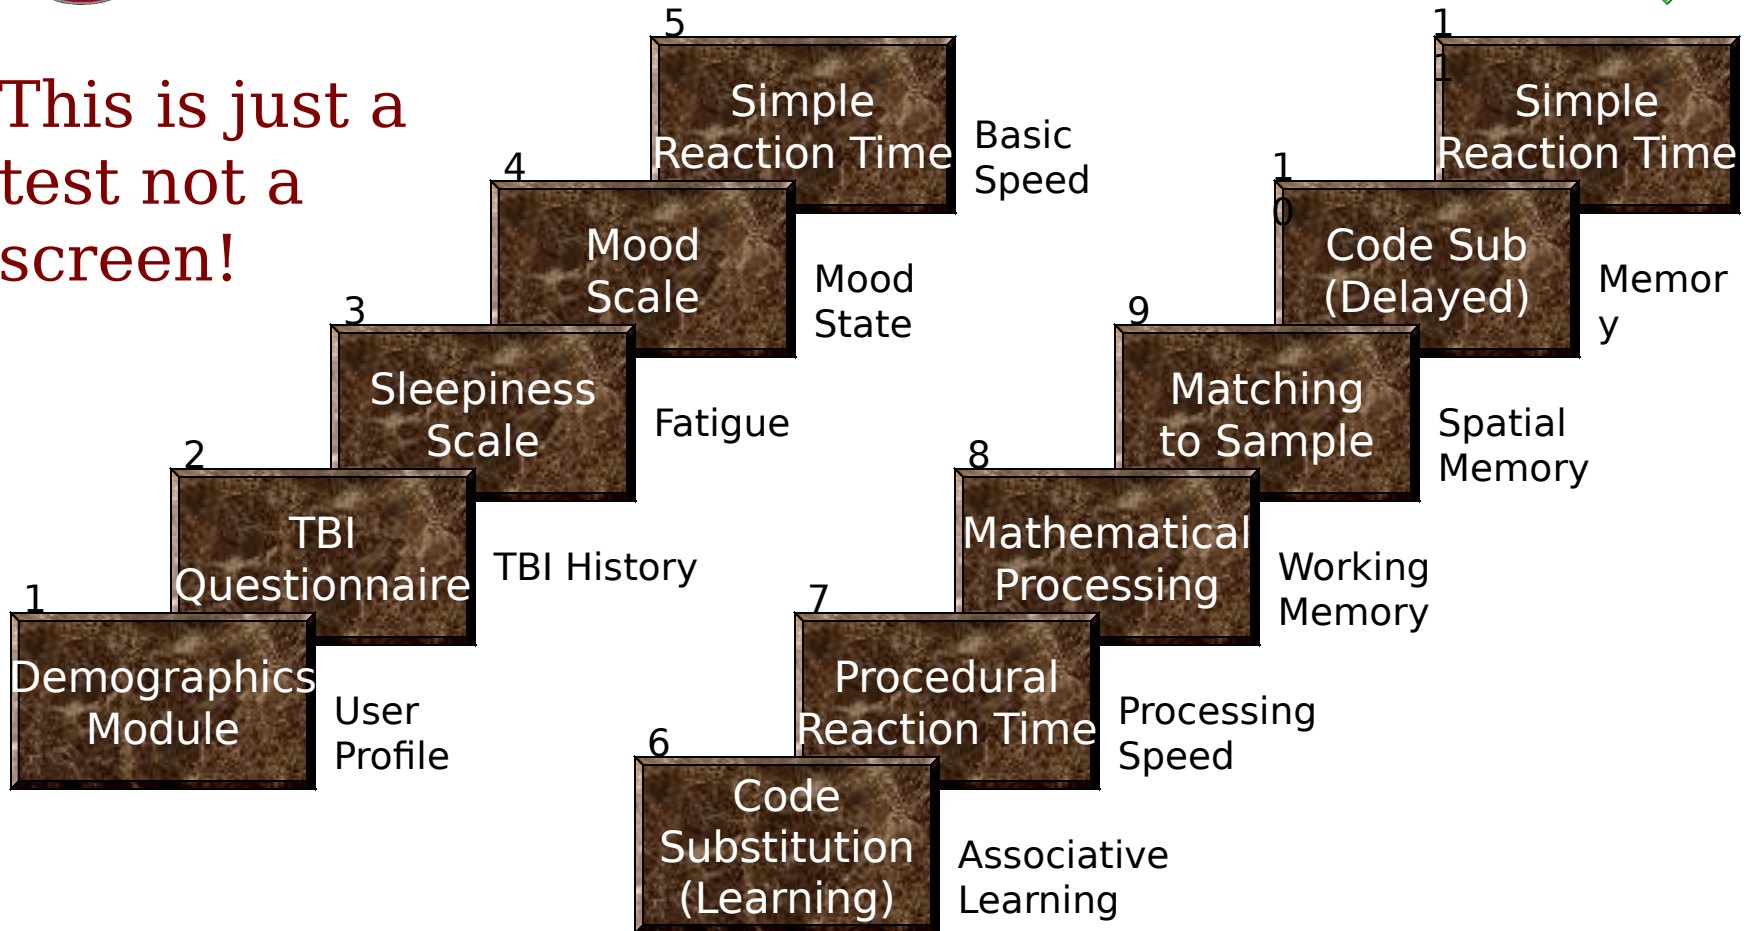 This is just a
test not a
screen!
1
Demographics
Module
User
Profile
2
TBI
Questionnaire
TBI History
3
Sleepiness
Scale
Fatigue
4
Mood
Scale
Mood
State
5
Simple
Reaction Time
Basic
Speed
6
Code
Substitution
(Learning)
Associative
Learning
7
Procedural
Reaction Time
Processing
Speed
8
Mathematical
Processing
Working
Memory
9
Matching
to Sample
Spatial
Memory
1
0
Code Sub
(Delayed)
Memor
y
1
1
Simple
Reaction Time